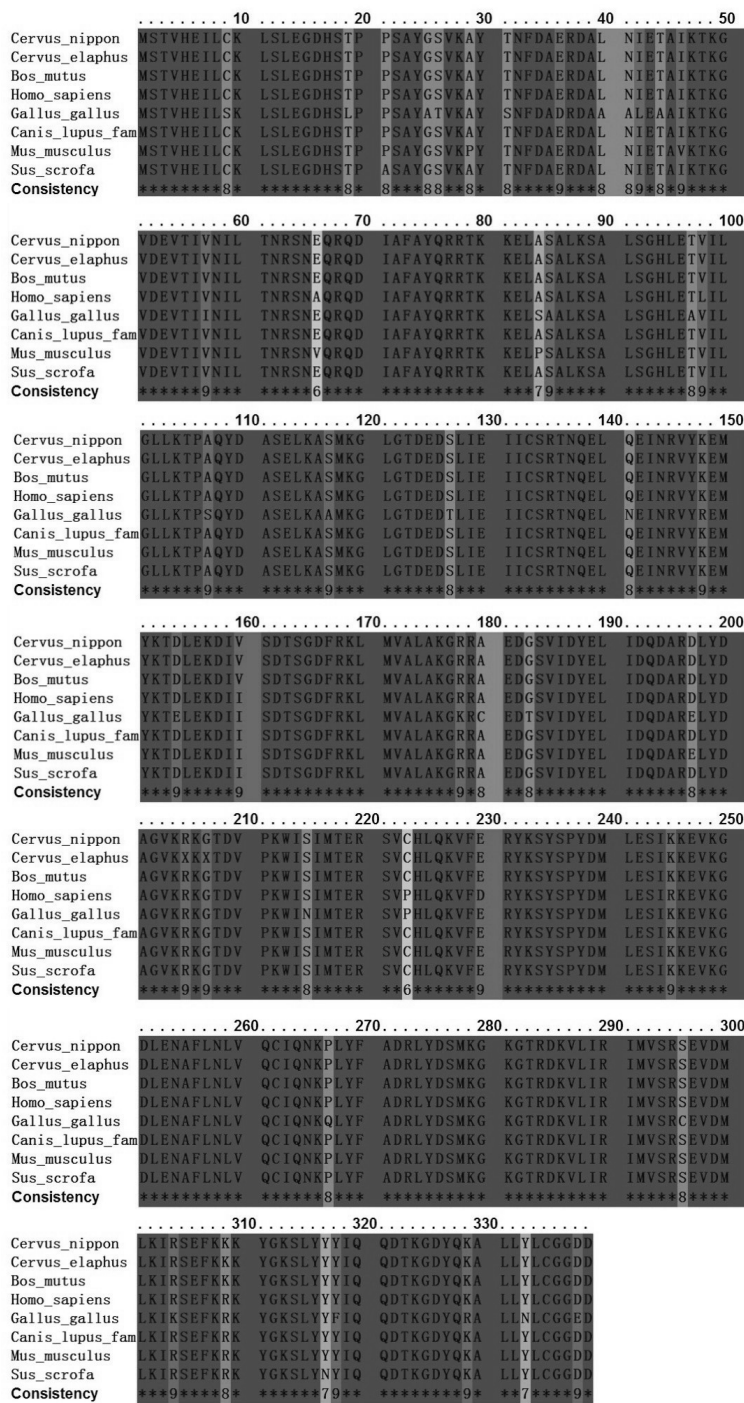 . . . . . . . . 10 . . . . . . . . 20 . . . . . . . . 30 . . . . . . . . 40 . . . . . . . . 50
Cervus_nippon MSTVHEILCK LSLEGDHSTP PSAYGSVKAY TNFDAERDAL NIETAIKTKG
Cervus_elaphus MSTVHEILCK LSLEGDHSTP PSAYGSVKAY TNFDAERDAL NIETAIKTKG
Bos_mutus MSTVHEILCK LSLEGDHSTP PSAYGSVKAY TNFDAERDAL NIETAIKTKG
Homo_sapiens MSTVHEILCK LSLEGDHSTP PSAYGSVKAY TNFDAERDAL NIETAIKTKG
Gallus_gallus MSTVHEILSK LSLEGDHSLP PSAYATVKAY SNFDADRDAA ALEAAIKTKG
Canis_lupus_fam MSTVHEILCK LSLEGDHSTP PSAYGSVKAY TNFDAERDAL NIETAIKTKG
Mus_musculus MSTVHEILCK LSLEGDHSTP PSAYGSVKPY TNFDAERDAL NIETAVKTKG
Sus_scrofa MSTVHEILCK LSLEGDHSTP ASAYGSVKAY TNFDAERDAL NIETAIKTKG
Consistency ********8* ********8* 8***88**8* 8****9***8 89*8*9****
. . . . . . . . 60 . . . . . . . . 70 . . . . . . . . 80 . . . . . . . . 90 . . . . . . . . 100
Cervus_nippon VDEVTIVNIL TNRSNEQRQD IAFAYQRRTK KELASALKSA LSGHLETVIL
Cervus_elaphus VDEVTIVNIL TNRSNEQRQD IAFAYQRRTK KELASALKSA LSGHLETVIL
Bos_mutus VDEVTIVNIL TNRSNEQRQD IAFAYQRRTK KELASALKSA LSGHLETVIL
Homo_sapiens VDEVTIVNIL TNRSNAQRQD IAFAYQRRTK KELASALKSA LSGHLETLIL
Gallus_gallus VDEVTIINIL TNRSNEQRQD IAFAYQRRTK KELSAALKSA LSGHLEAVIL
Canis_lupus_fam VDEVTIVNIL TNRSNEQRQD IAFAYQRRTK KELASALKSA LSGHLETVIL
Mus_musculus VDEVTIVNIL TNRSNVQRQD IAFAYQRRTK KELPSALKSA LSGHLETVIL
Sus_scrofa VDEVTIVNIL TNRSNEQRQD IAFAYQRRTK KELASALKSA LSGHLETVIL
Consistency ******9*** *****6**** ********** ***79***** ******89**
. . . . . . . . 110 . . . . . . . . 120 . . . . . . . . 130 . . . . . . . . 140 . . . . . . . . 150
Cervus_nippon GLLKTPAQYD ASELKASMKG LGTDEDSLIE IICSRTNQEL QEINRVYKEM
Cervus_elaphus GLLKTPAQYD ASELKASMKG LGTDEDSLIE IICSRTNQEL QEINRVYKEM
Bos_mutus GLLKTPAQYD ASELKASMKG LGTDEDSLIE IICSRTNQEL QEINRVYKEM
Homo_sapiens GLLKTPAQYD ASELKASMKG LGTDEDSLIE IICSRTNQEL QEINRVYKEM
Gallus_gallus GLLKTPSQYD ASELKAAMKG LGTDEDTLIE IICSRTNQEL NEINRVYREM
Canis_lupus_fam GLLKTPAQYD ASELKASMKG LGTDEDSLIE IICSRTNQEL QEINRVYKEM
Mus_musculus GLLKTPAQYD ASELKASMKG LGTDEDSLIE IICSRTNQEL QEINRVYKEM
Sus_scrofa GLLKTPAQYD ASELKASMKG LGTDEDSLIE IICSRTNQEL QEINRVYKEM
Consistency ******9*** ******9*** ******8*** ********** 8******9**
. . . . . . . . 160 . . . . . . . . 170 . . . . . . . . 180 . . . . . . . . 190 . . . . . . . . 200
Cervus_nippon YKTDLEKDIV SDTSGDFRKL MVALAKGRRA EDGSVIDYEL IDQDARDLYD
Cervus_elaphus YKTDLEKDIV SDTSGDFRKL MVALAKGRRA EDGSVIDYEL IDQDARDLYD
Bos_mutus YKTDLEKDIV SDTSGDFRKL MVALAKGRRA EDGSVIDYEL IDQDARDLYD
Homo_sapiens YKTDLEKDII SDTSGDFRKL MVALAKGRRA EDGSVIDYEL IDQDARDLYD
Gallus_gallus YKTELEKDII SDTSGDFRKL MVALAKGKRC EDTSVIDYEL IDQDARELYD
Canis_lupus_fam YKTDLEKDII SDTSGDFRKL MVALAKGRRA EDGSVIDYEL IDQDARDLYD
Mus_musculus YKTDLEKDII SDTSGDFRKL MVALAKGRRA EDGSVIDYEL IDQDARDLYD
Sus_scrofa YKTDLEKDII SDTSGDFRKL MVALAKGRRA EDGSVIDYEL IDQDARDLYD
Consistency ***9*****9 ********** *******9*8 **8******* ******8***
. . . . . . . . 210 . . . . . . . . 220 . . . . . . . . 230 . . . . . . . . 240 . . . . . . . . 250
Cervus_nippon AGVKRKGTDV PKWISIMTER SVCHLQKVFE RYKSYSPYDM LESIKKEVKG
Cervus_elaphus AGVKXKXTDV PKWISIMTER SVCHLQKVFE RYKSYSPYDM LESIKKEVKG
Bos_mutus AGVKRKGTDV PKWISIMTER SVCHLQKVFE RYKSYSPYDM LESIKKEVKG
Homo_sapiens AGVKRKGTDV PKWISIMTER SVPHLQKVFD RYKSYSPYDM LESIRKEVKG
Gallus_gallus AGVKRKGTDV PKWINIMTER SVPHLQKVFE RYKSYSPYDM LESIKKEVKG
Canis_lupus_fam AGVKRKGTDV PKWISIMTER SVCHLQKVFE RYKSYSPYDM LESIKKEVKG
Mus_musculus AGVKRKGTDV PKWISIMTER SVCHLQKVFE RYKSYSPYDM LESIKKEVKG
Sus_scrofa AGVKRKGTDV PKWISIMTER SVCHLQKVFE RYKSYSPYDM LESIKKEVKG
Consistency ****9*9*** ****8***** **6******9 ********** ****9*****
. . . . . . . . 260 . . . . . . . . 270 . . . . . . . . 280 . . . . . . . . 290 . . . . . . . . 300
Cervus_nippon DLENAFLNLV QCIQNKPLYF ADRLYDSMKG KGTRDKVLIR IMVSRSEVDM
Cervus_elaphus DLENAFLNLV QCIQNKPLYF ADRLYDSMKG KGTRDKVLIR IMVSRSEVDM
Bos_mutus DLENAFLNLV QCIQNKPLYF ADRLYDSMKG KGTRDKVLIR IMVSRSEVDM
Homo_sapiens DLENAFLNLV QCIQNKPLYF ADRLYDSMKG KGTRDKVLIR IMVSRSEVDM
Gallus_gallus DLENAFLNLV QCIQNKQLYF ADRLYDSMKG KGTRDKVLIR IMVSRCEVDM
Canis_lupus_fam DLENAFLNLV QCIQNKPLYF ADRLYDSMKG KGTRDKVLIR IMVSRSEVDM
Mus_musculus DLENAFLNLV QCIQNKPLYF ADRLYDSMKG KGTRDKVLIR IMVSRSEVDM
Sus_scrofa DLENAFLNLV QCIQNKPLYF ADRLYDSMKG KGTRDKVLIR IMVSRSEVDM
Consistency ********** ******8*** ********** ********** *****8****
. . . . . . . . 310 . . . . . . . . 320 . . . . . . . . 330 . . . . . . . .
Cervus_nippon LKIRSEFKKK YGKSLYYYIQ QDTKGDYQKA LLYLCGGDD
Cervus_elaphus LKIRSEFKKK YGKSLYYYIQ QDTKGDYQKA LLYLCGGDD
Bos_mutus LKIRSEFKKK YGKSLYYYIQ QDTKGDYQKA LLYLCGGDD
Homo_sapiens LKIRSEFKRK YGKSLYYYIQ QDTKGDYQKA LLYLCGGDD
Gallus_gallus LKIKSEFKRK YGKSLYYFIQ QDTKGDYQRA LLNLCGGED
Canis_lupus_fam LKIRSEFKRK YGKSLYYYIQ QDTKGDYQKA LLYLCGGDD
Mus_musculus LKIRSEFKRK YGKSLYYYIQ QDTKGDYQKA LLYLCGGDD
Sus_scrofa LKIRSEFKRK YGKSLYNYIQ QDTKGDYQKA LLYLCGGDD
Consistency ***9****8* ******79** ********9* **7****9*